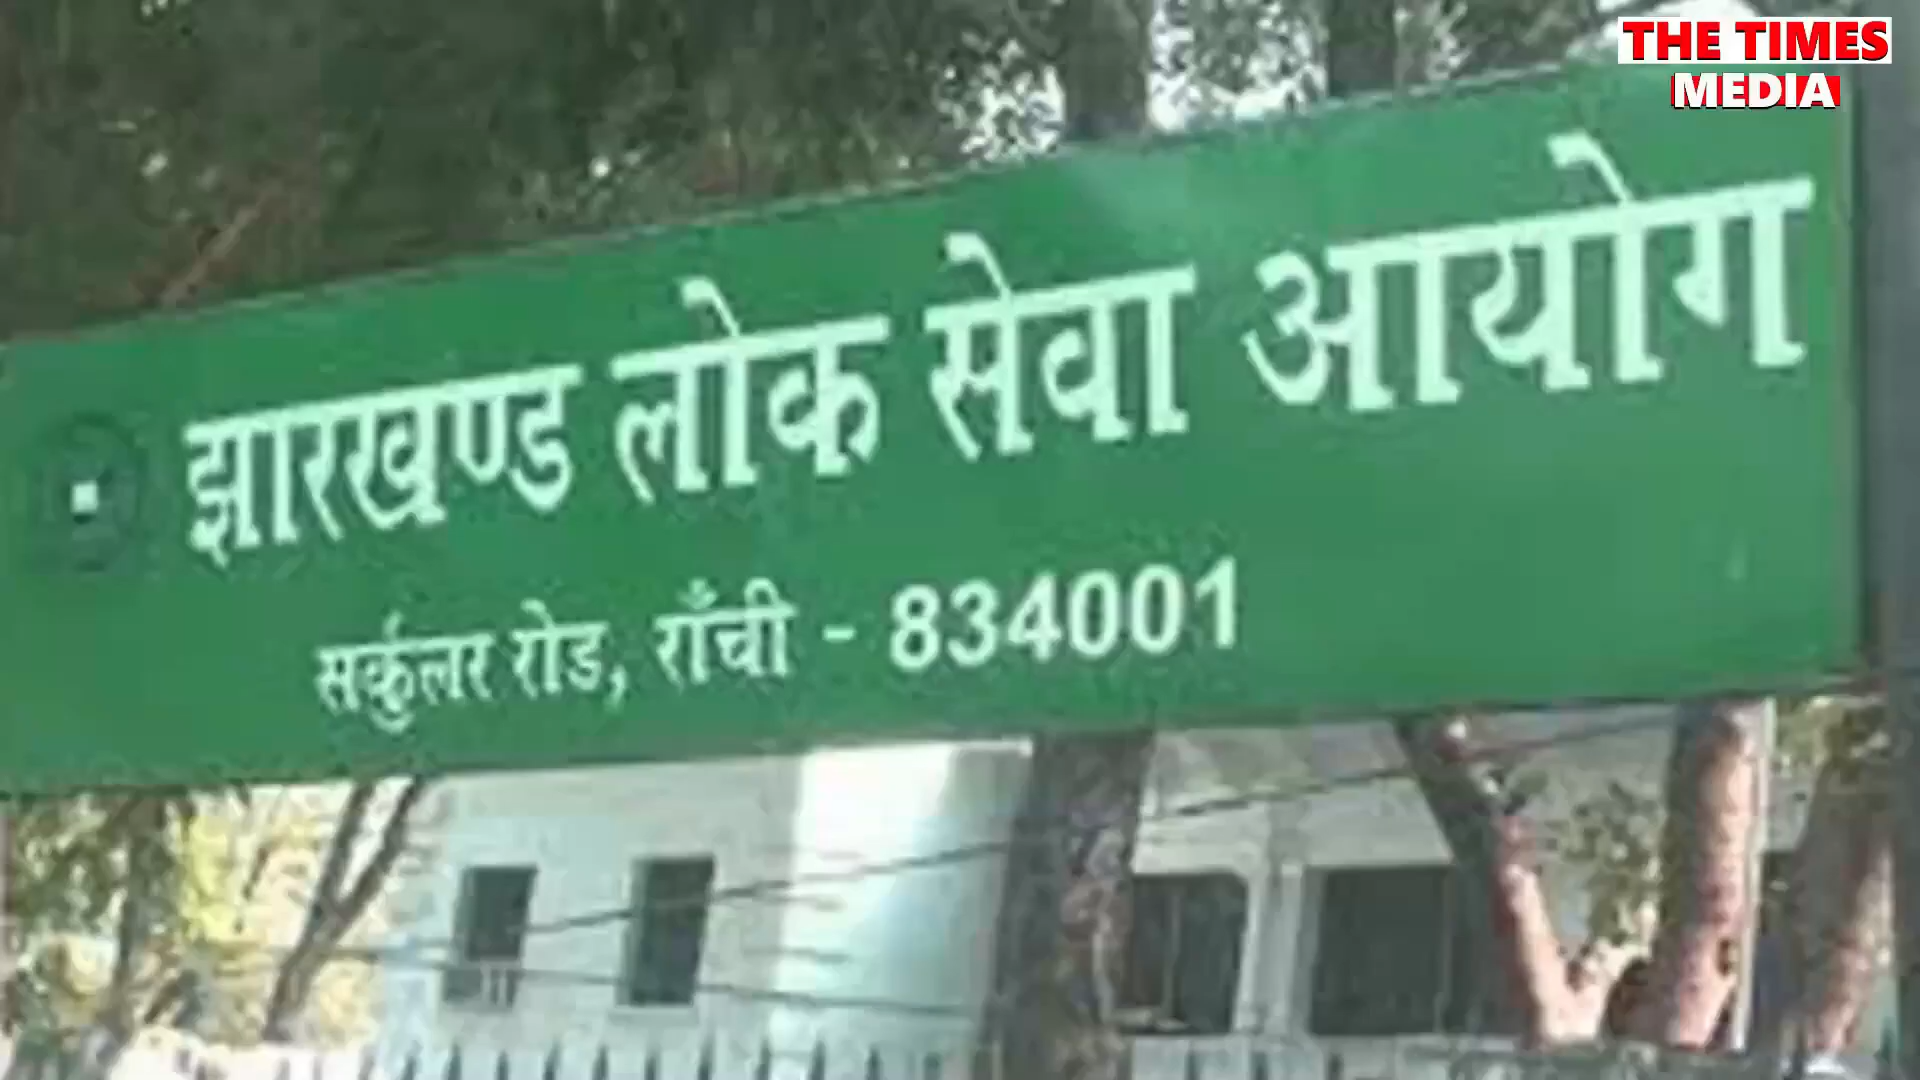 THE TIMES
MEDIA
झारखण्ड लोक सेवा आयोग
सर्कुलर रोड, राँची - 834001